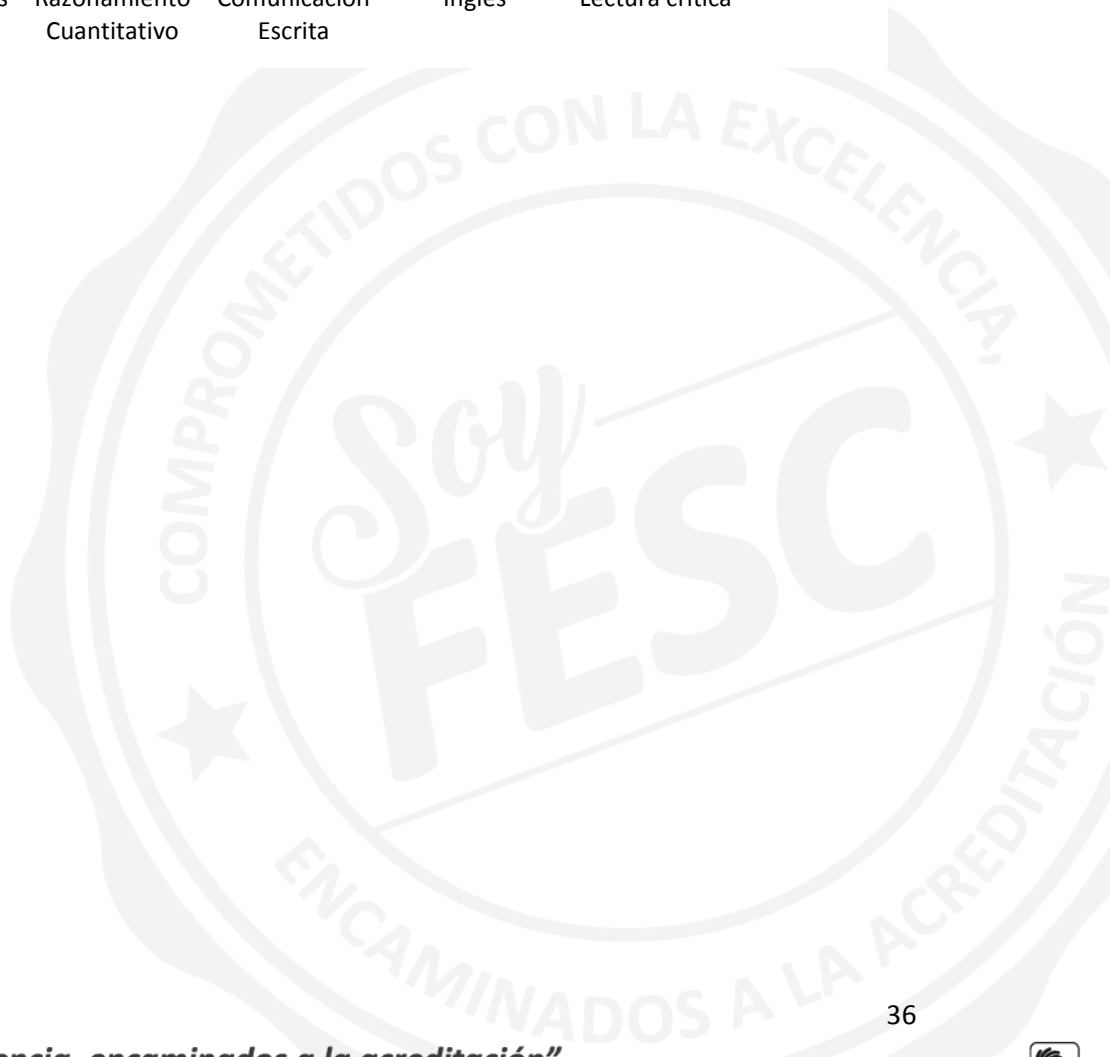 Razonamiento Comunicación Inglés Lectura crítica
Cuantitativo Escrita
COMPROMETIDOS CON LA EXCELENCIA,
Soy
FESC
ENCAMINADOS A LA ACREDITACIÓN
36
encaminados a la acreditación”